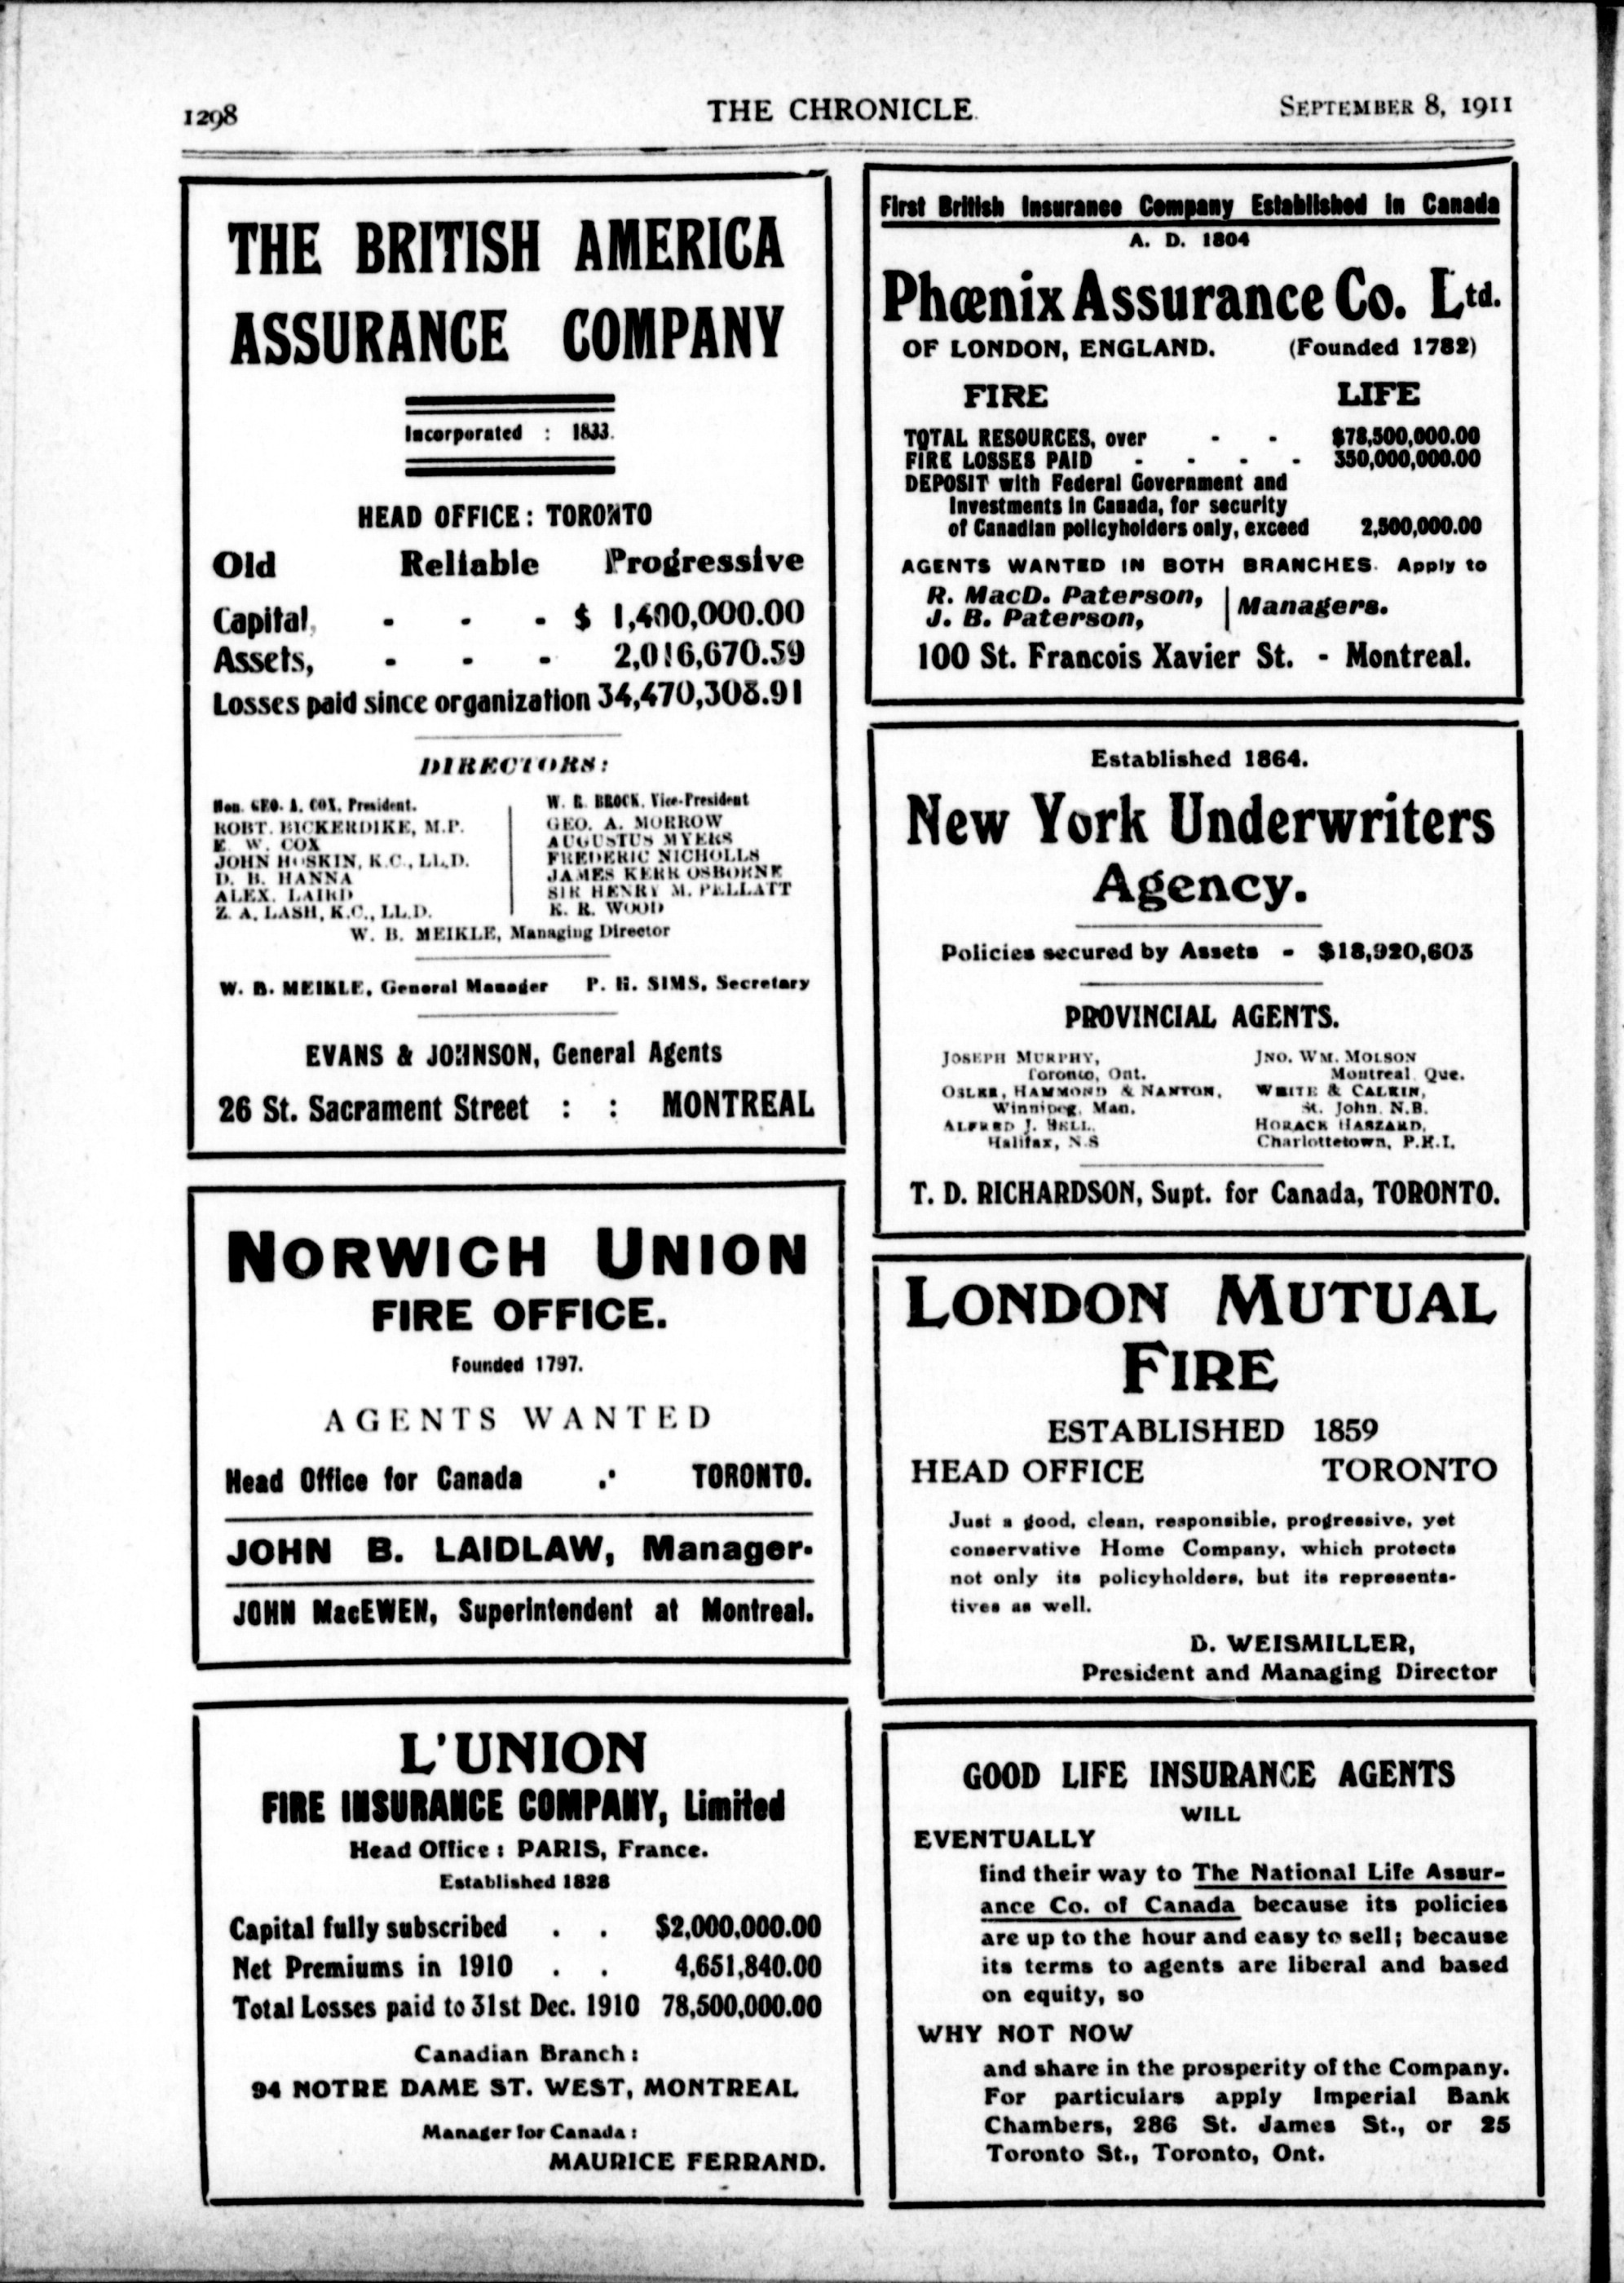 1298
THE CHRONICLE.
SEPTEMBER 8, 1911
THE BRITISH AMERICA
ASSURANCE COMPANY
Incorporated : 1833.
HEAD OFFICE: TORONTO
Old Reliable Progressive
Capital, - - - $ 1,400,000.00
Assets, - - - 2,016,670.59
Losses paid since organization 34,470,308.91
DIRECTORS:
Hon. GEO. A. COX, President.
ROBT. BICKERDIKE, M.P.
E. W. COX
JOHN HOSKIN, K.C., LL.D.
D. B. HANNA
ALEX. LAIRD
Z. A. LASH, K.C., LL.D.
W. R. BROCK, Vice-President
GEO. A. MORROW
AUGUSTUS MYERS
FREDERIC NICHOLLS
JAMES KERR OSBORNE
SIR HENRY M. PELLATT
E. R. WOOD
W. B. MEIKLE, Managing Director
W. B. MEIKLE, General Manager P. H. SIMS, Secretary
EVANS & JOHNSON, General Agents
26 St. Sacrament Street : : MONTREAL
NORWICH UNION
FIRE OFFICE.
Founded 1797.
AGENTS WANTED
Head Office for Canada .· TORONTO.
JOHN B. LAIDLAW, Manager.
JOHN MacEWEN, Superintendent at Montreal.
L'UNION
FIRE INSURANCE COMPANY, Limited
Head Office : PARIS, France.
Established 1828
Capital fully subscribed . . $2,000,000.00
Net Premiums in 1910 . . 4,651,840.00
Total Losses paid to 31st Dec. 1910 78,500,000.00
Canadian Branch :
94 NOTRE DAME ST. WEST, MONTREAL
Manager for Canada :
MAURICE FERRAND.
First British Insurance Company Established in Canada
A. D. 1804
Phœnix Assurance Co. Ltd.
OF LONDON, ENGLAND. (Founded 1782)
FIRE LIFE
TOTAL RESOURCES, over - - $78,500,000.00
FIRE LOSSES PAID - - - - 350,000,000.00
DEPOSIT with Federal Government and
Investments in Canada, for security
of Canadian policyholders only, exceed 2,500,000.00
AGENTS WANTED IN BOTH BRANCHES. Apply to
R. MacD. Paterson,
J. B. Paterson,
Managers.
100 St. Francois Xavier St. - Montreal.
Established 1864.
New York Underwriters
Agency.
Policies secured by Assets - $18,920,603
PROVINCIAL AGENTS.
JOSEPH MURPHY,
Toronto, Ont.
OSLER, HAMMOND & NANTON,
Winnipeg, Man.
ALFRED J. BELL,
Halifax, N.S
JNO. WM. MOLSON
Montreal, Que.
WHITE & CALKIN,
St. John, N.B.
HORACE HASZARD,
Charlottetown, P.E.I.
T. D. RICHARDSON, Supt. for Canada, TORONTO.
LONDON MUTUAL
FIRE
ESTABLISHED 1859
HEAD OFFICE TORONTO
Just a good, clean, responsible, progressive, yet
conservative Home Company, which protects
not only its policyholders, but its representa-
tives as well.
D. WEISMILLER,
President and Managing Director
GOOD LIFE INSURANCE AGENTS
WILL
EVENTUALLY
find their way to The National Life Assur-
ance Co. of Canada because its policies
are up to the hour and easy to sell; because
its terms to agents are liberal and based
on equity, so
WHY NOT NOW
and share in the prosperity of the Company.
For particulars apply Imperial Bank
Chambers, 286 St. James St., or 25
Toronto St., Toronto, Ont.